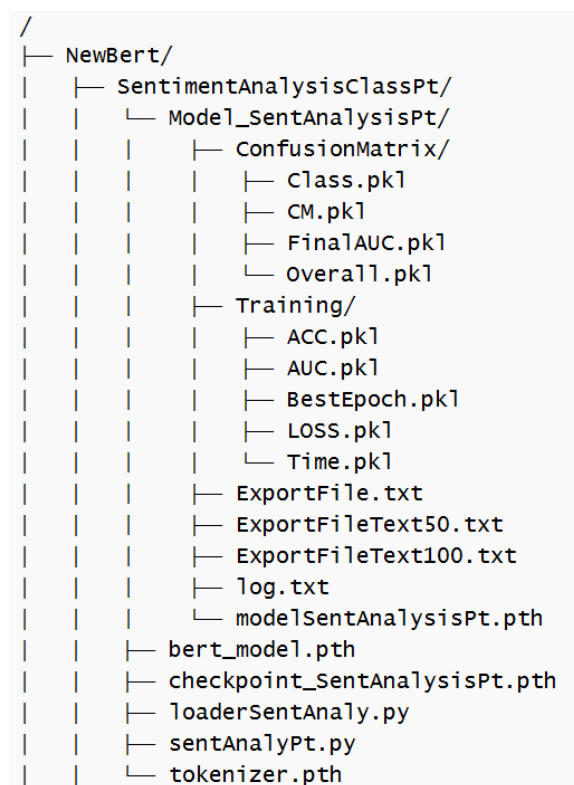 /
├── NewBert/
│   ├── SentimentAnalysisClassPt/
│   │   └── Model_SentAnalysisPt/
│   │   │   ├── ConfusionMatrix/
│   │   │   │   ├── Class.pkl
│   │   │   │   ├── CM.pkl
│   │   │   │   ├── FinalAUC.pkl
│   │   │   │   └── Overall.pkl
│   │   │   ├── Training/
│   │   │   │   ├── ACC.pkl
│   │   │   │   ├── AUC.pkl
│   │   │   │   ├── BestEpoch.pkl
│   │   │   │   ├── LOSS.pkl
│   │   │   │   └── Time.pkl
│   │   │   ├── ExportFile.txt
│   │   │   ├── ExportFileText50.txt
│   │   │   ├── ExportFileText100.txt
│   │   │   ├── log.txt
│   │   │   └── modelSentAnalysisPt.pth
│   │   ├── bert_model.pth
│   │   ├── checkpoint_SentAnalysisPt.pth
│   │   ├── loaderSentAnaly.py
│   │   ├── sentAnalyPt.py
│   │   └── tokenizer.pth